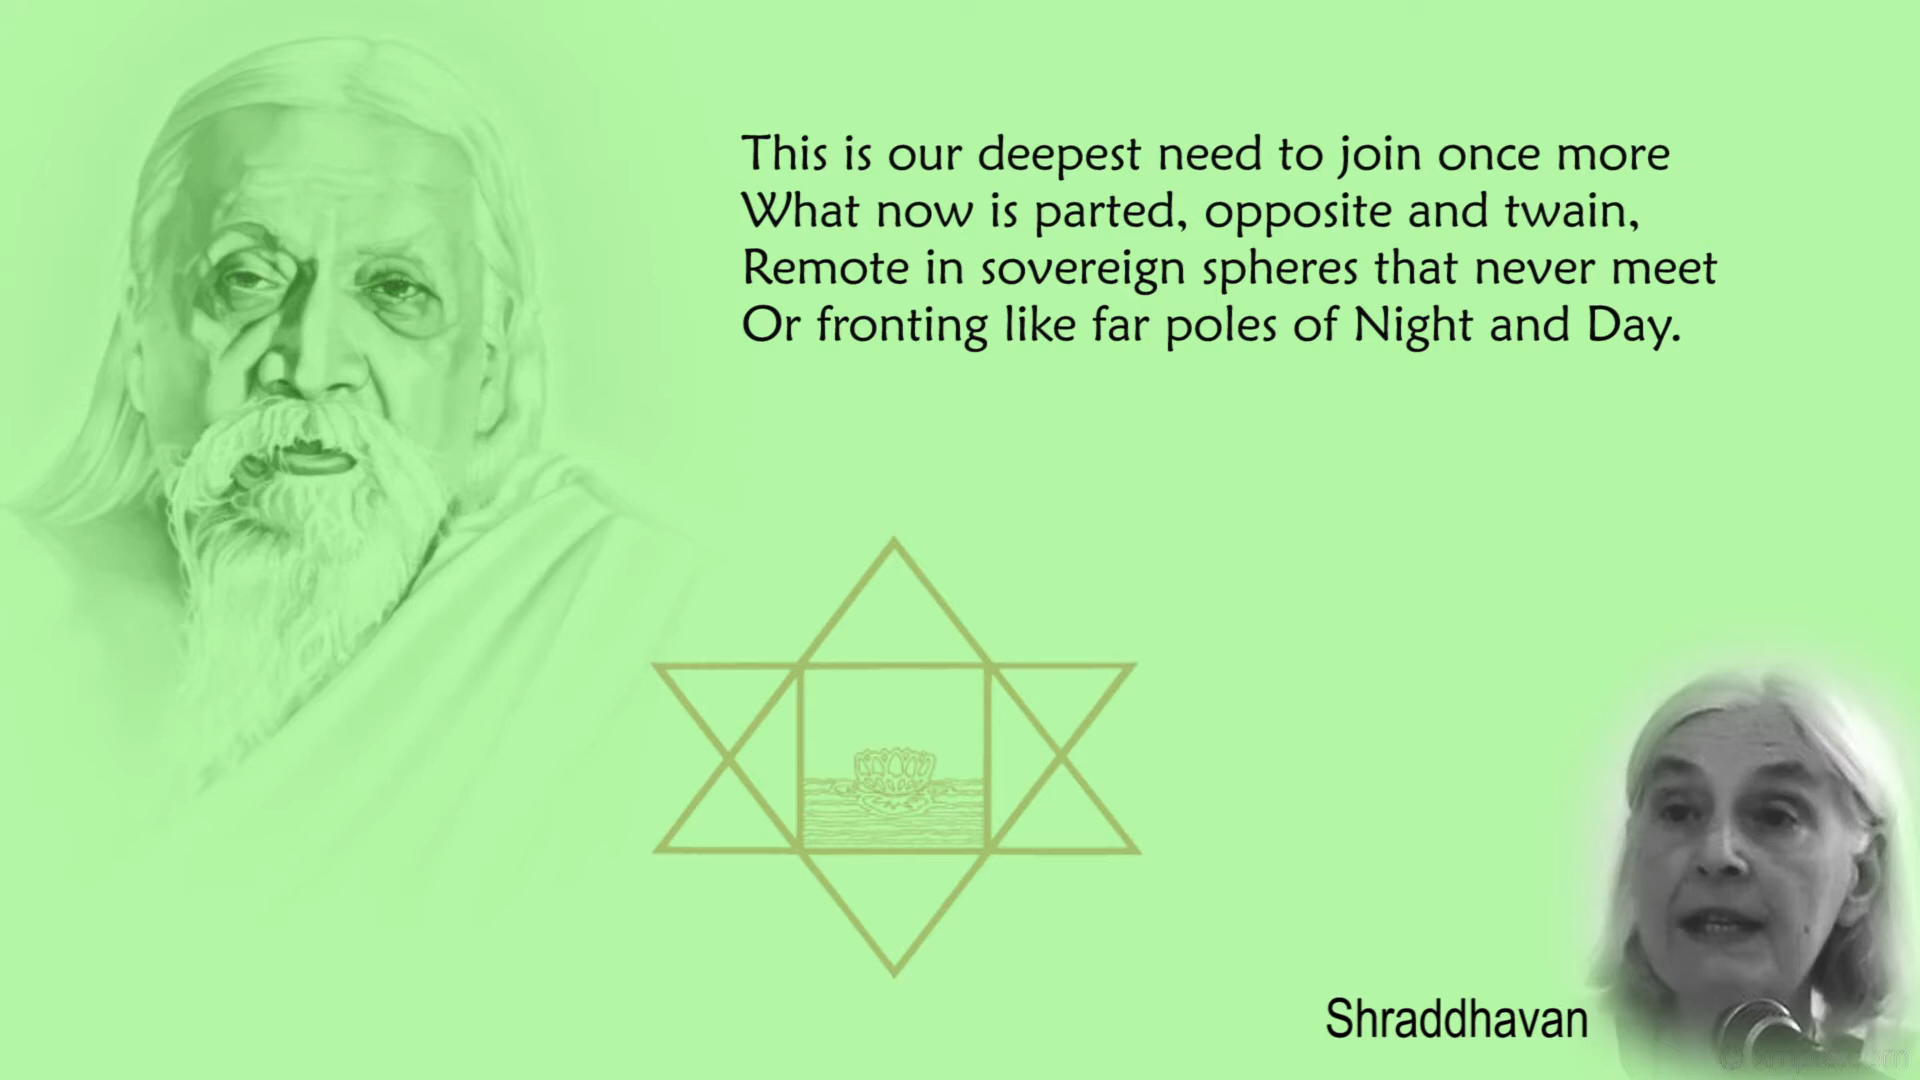 This is our deepest need to join once more
What now is parted, opposite and twain,
Remote in sovereign spheres that never meet
Or fronting like far poles of Night and Day.
Shraddhavan